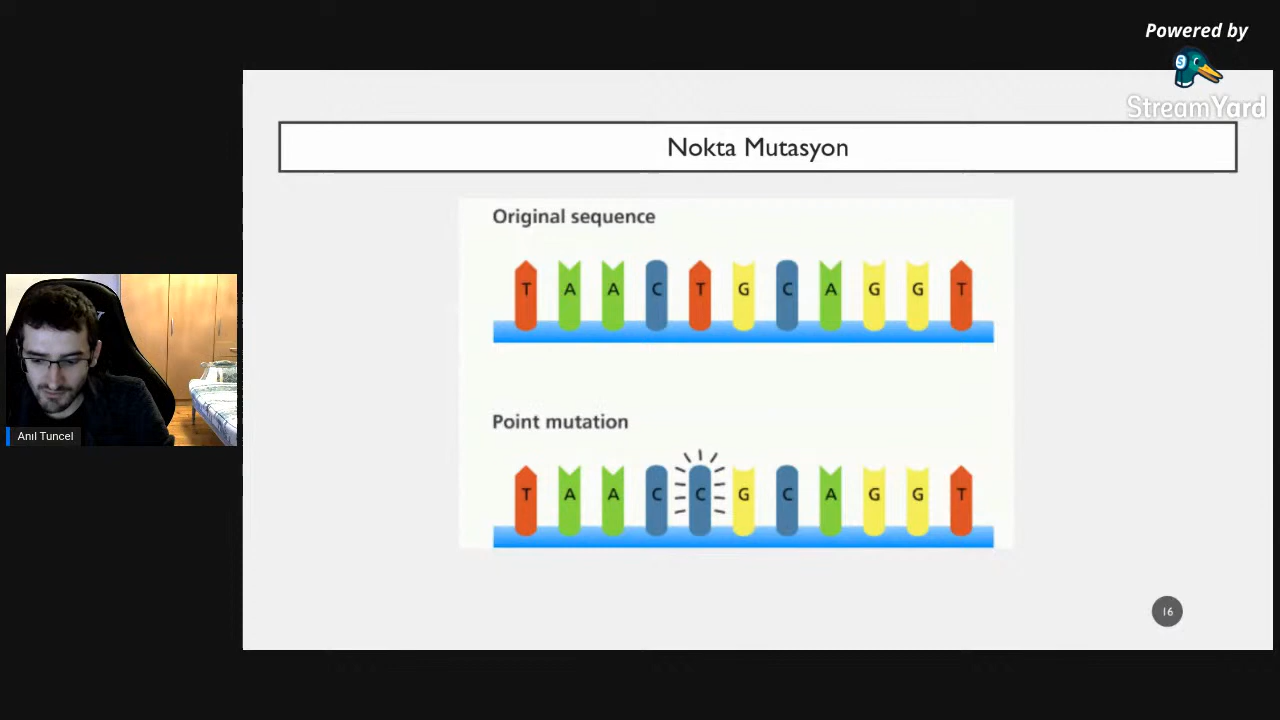 Powered by
StreamYard
Nokta Mutasyon
Original sequence
T A A C T G C A G G T
Point mutation
T A A C C G C A G G T
Anıl Tuncel
16